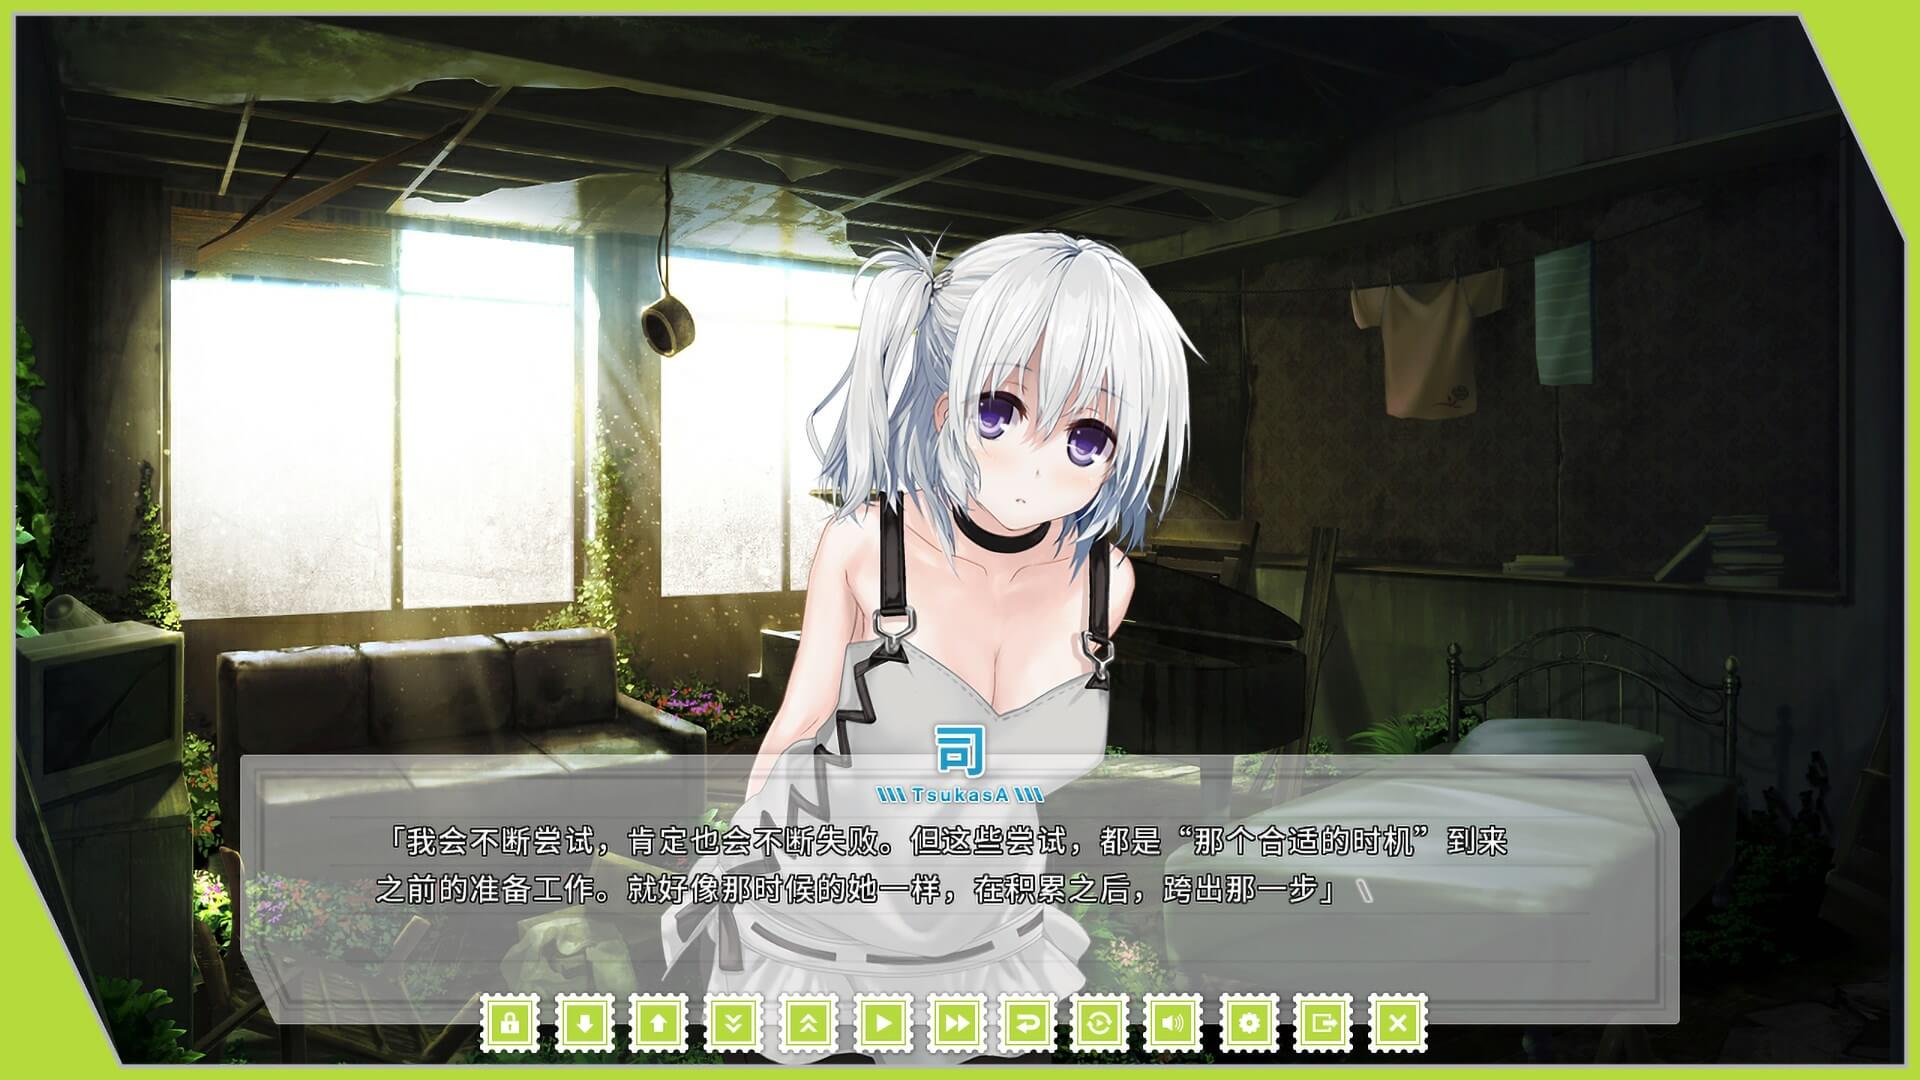 司
TsukasA
「我会不断尝试，肯定也会不断失败。但这些尝试，都是“那个合适的时机”到来
之前的准备工作。就好像那时候的她一样，在积累之后，跨出那一步」